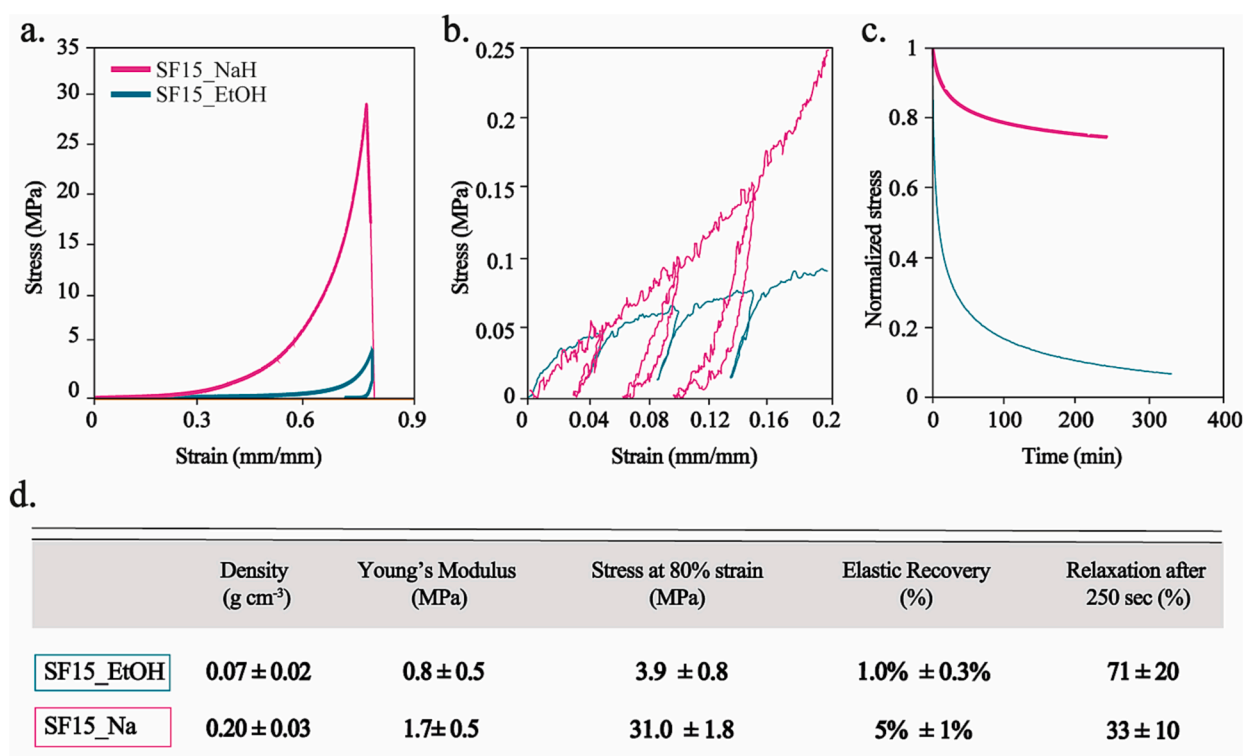 a.
35
30
25
20
15
10
5
0
Stress (MPa)
SF15_NaH
SF15_EtOH
0
0.3
0.6
0.9
Strain (mm/mm)
b.
0.25
0.2
0.15
0.1
0.05
0
Stress (MPa)
0
0.04
0.08
0.12
0.16
0.2
Strain (mm/mm)
c.
1
0.8
0.6
0.4
0.2
0
Normalized stress
0
100
200
300
400
Time (min)
d.
Density (g cm-3)
Young's Modulus (MPa)
Stress at 80% strain (MPa)
Elastic Recovery (%)
Relaxation after 250 sec (%)
SF15_EtOH 0.07 ± 0.02 0.8 ± 0.5 3.9 ± 0.8 1.0% ± 0.3% 71 ± 20
SF15_Na 0.20 ± 0.03 1.7 ± 0.5 31.0 ± 1.8 5% ± 1% 33 ± 10